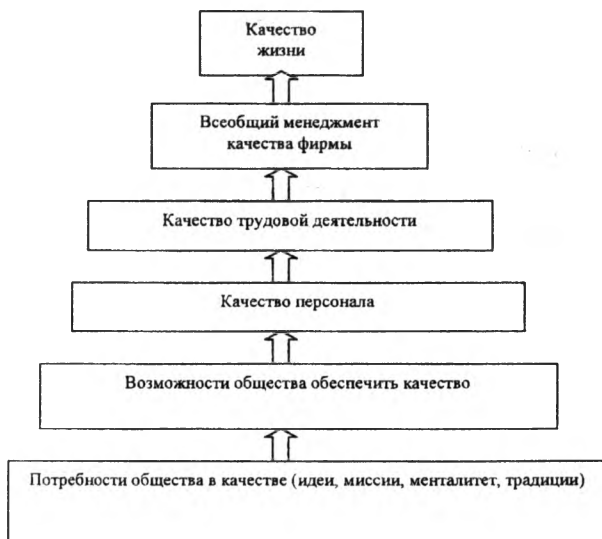 Качество
жизни
Всеобщий менеджмент
качества фирмы
Качество трудовой деятельности
Качество персонала
Возможности общества обеспечить качество
Потребности общества в качестве (идеи, миссии, менталитет, традиции)